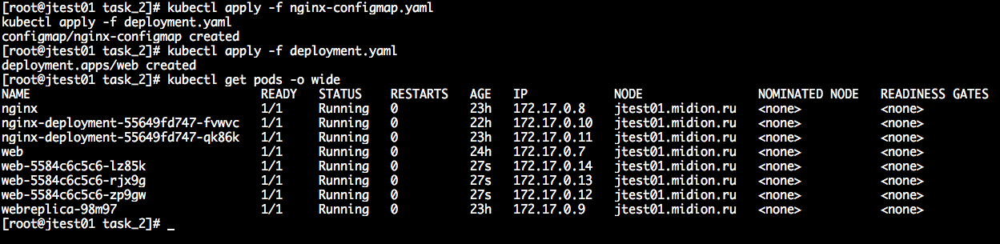 [root@jtest01 task_2]# kubectl apply -f nginx-configmap.yaml
kubectl apply -f deployment.yaml
configmap/nginx-configmap created
[root@jtest01 task_2]# kubectl apply -f deployment.yaml
deployment.apps/web created
[root@jtest01 task_2]# kubectl get pods -o wide
NAME READY STATUS RESTARTS AGE IP NODE NOMINATED NODE READINESS GATES
nginx 1/1 Running 0 23h 172.17.0.8 jtest01.midion.ru <none> <none>
nginx-deployment-55649fd747-fvwvc 1/1 Running 0 22h 172.17.0.10 jtest01.midion.ru <none> <none>
nginx-deployment-55649fd747-qk86k 1/1 Running 0 23h 172.17.0.11 jtest01.midion.ru <none> <none>
web 1/1 Running 0 24h 172.17.0.7 jtest01.midion.ru <none> <none>
web-5584c6c5c6-lz85k 1/1 Running 0 27s 172.17.0.14 jtest01.midion.ru <none> <none>
web-5584c6c5c6-rjx9g 1/1 Running 0 27s 172.17.0.13 jtest01.midion.ru <none> <none>
web-5584c6c5c6-zp9gw 1/1 Running 0 27s 172.17.0.12 jtest01.midion.ru <none> <none>
webreplica-98m97 1/1 Running 0 23h 172.17.0.9 jtest01.midion.ru <none> <none>
[root@jtest01 task_2]# _